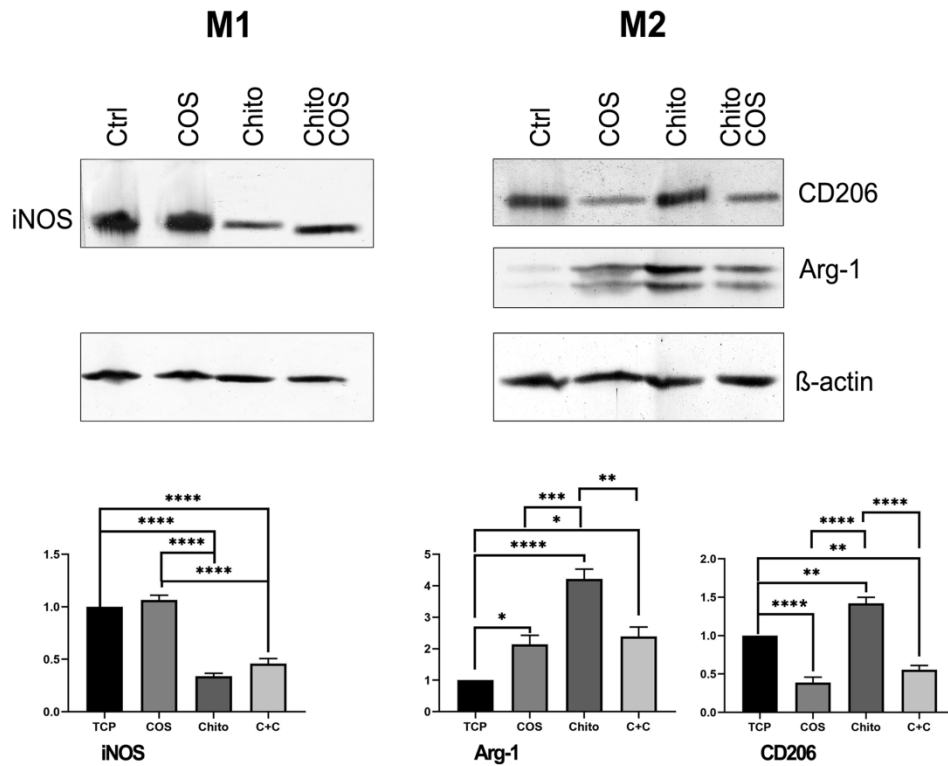 M1
M2
Ctrl
COS
Chito
Chito
COS
Ctrl
COS
Chito
Chito
COS
iNOS
CD206
Arg-1
ß-actin
****
****
****
****
1.5
1.0
0.5
0.0
TCP COS Chito C+C
iNOS
**
***
*
****
*
5
4
3
2
1
0
TCP COS Chito C+C
Arg-1
****
****
**
**
****
2.0
1.5
1.0
0.5
0.0
TCP COS Chito C+C
CD206